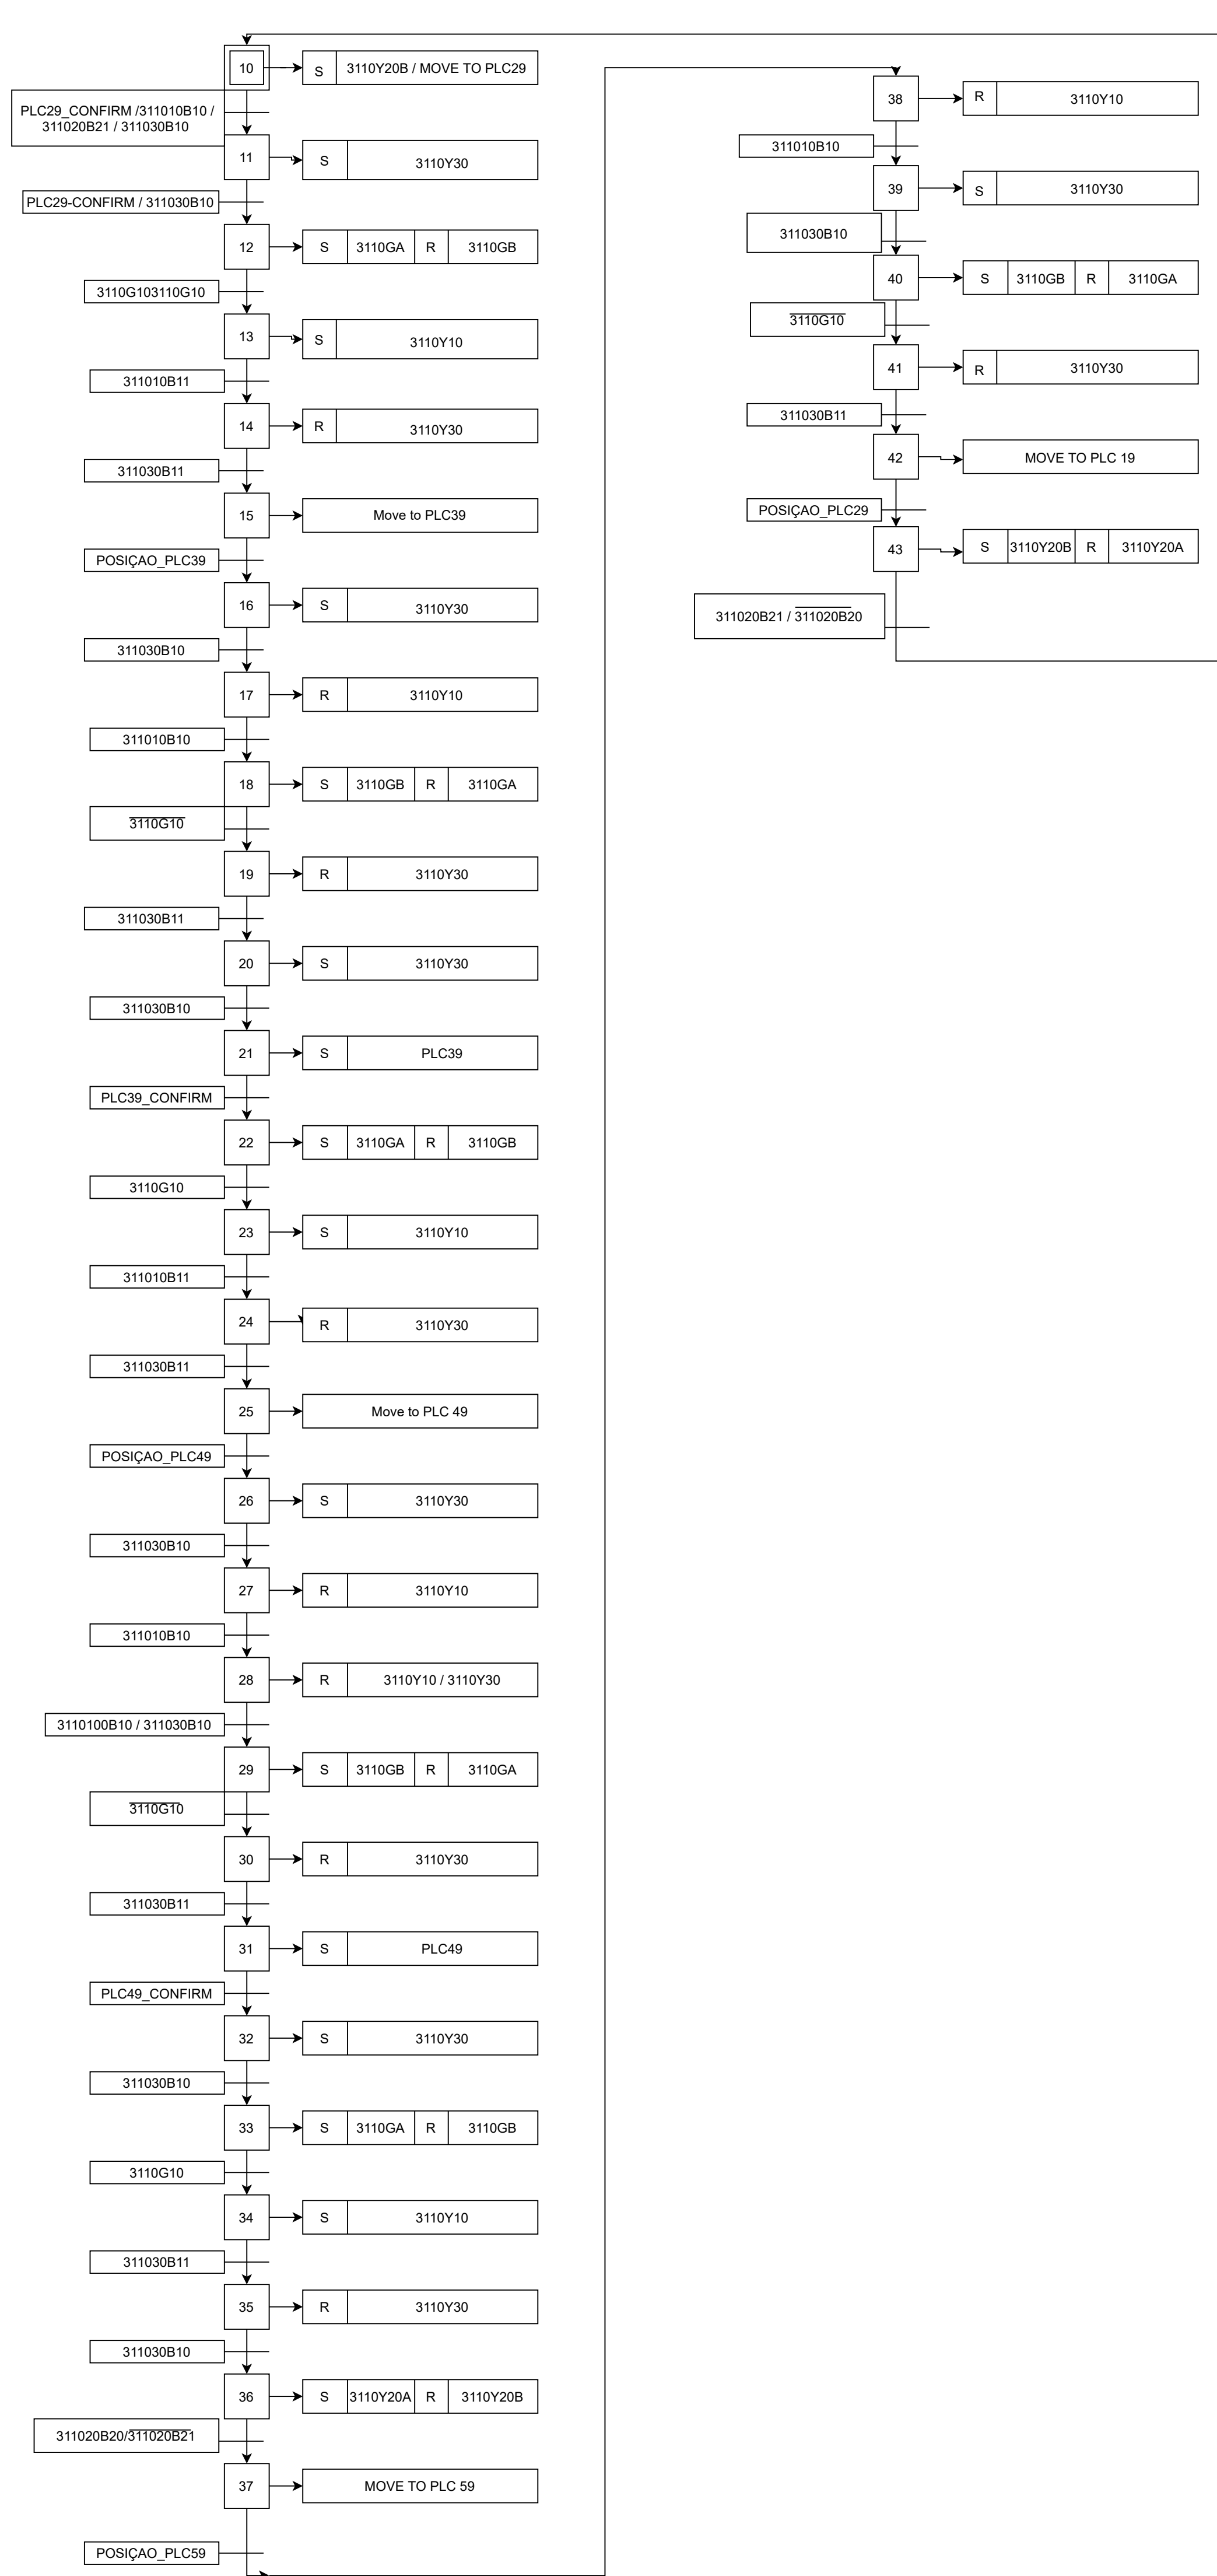 10
S 3110Y20B / MOVE TO PLC29
PLC29_CONFIRM /311010B10 /
311020B21 / 311030B10
11
S 3110Y30
PLC29-CONFIRM / 311030B10
12
S 3110GA R 3110GB
3110G103110G10
13
S 3110Y10
311010B11
14
R 3110Y30
311030B11
15
Move to PLC39
POSIÇAO_PLC39
16
S 3110Y30
311030B10
17
R 3110Y10
311010B10
18
S 3110GB R 3110GA
3110G10
19
R 3110Y30
311030B11
20
S 3110Y30
311030B10
21
S PLC39
PLC39_CONFIRM
22
S 3110GA R 3110GB
3110G10
23
S 3110Y10
311010B11
24
R 3110Y30
311030B11
25
Move to PLC 49
POSIÇAO_PLC49
26
S 3110Y30
311030B10
27
R 3110Y10
311010B10
28
R 3110Y10 / 3110Y30
3110100B10 / 311030B10
29
S 3110GB R 3110GA
3110G10
30
R 3110Y30
311030B11
31
S PLC49
PLC49_CONFIRM
32
S 3110Y30
311030B10
33
S 3110GA R 3110GB
3110G10
34
S 3110Y10
311030B11
35
R 3110Y30
311030B10
36
S 3110Y20A R 3110Y20B
311020B20/311020B21
37
MOVE TO PLC 59
POSIÇAO_PLC59
38
R 3110Y10
311010B10
39
S 3110Y30
311030B10
40
S 3110GB R 3110GA
3110G10
41
R 3110Y30
311030B11
42
MOVE TO PLC 19
POSIÇAO_PLC29
43
S 3110Y20B R 3110Y20A
311020B21 / 311020B20